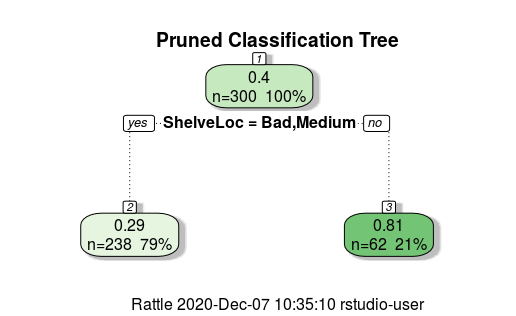 Pruned Classification Tree
1
0.4
n=300 100%
yes ShelveLoc = Bad,Medium no
2
3
0.29
0.81
n=238 79%
n=62 21%
Rattle 2020-Dec-07 10:35:10 rstudio-user